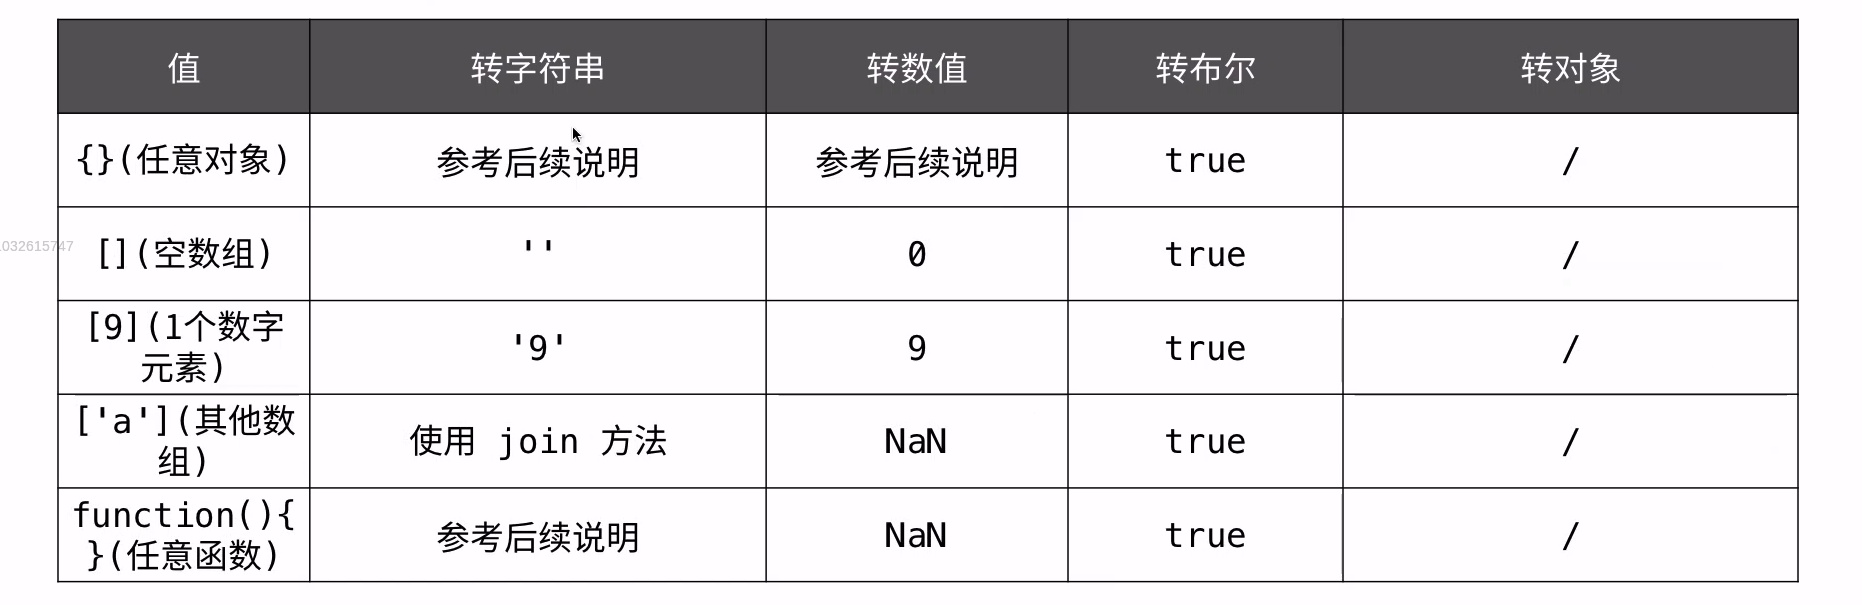 值 转字符串 转数值 转布尔 转对象
{}(任意对象) 参考后续说明 参考后续说明 true /
[](空数组) '' 0 true /
[9](1个数字
元素) '9' 9 true /
['a'](其他数
组) 使用 join 方法 NaN true /
function(){
}(任意函数) 参考后续说明 NaN true /
032615747